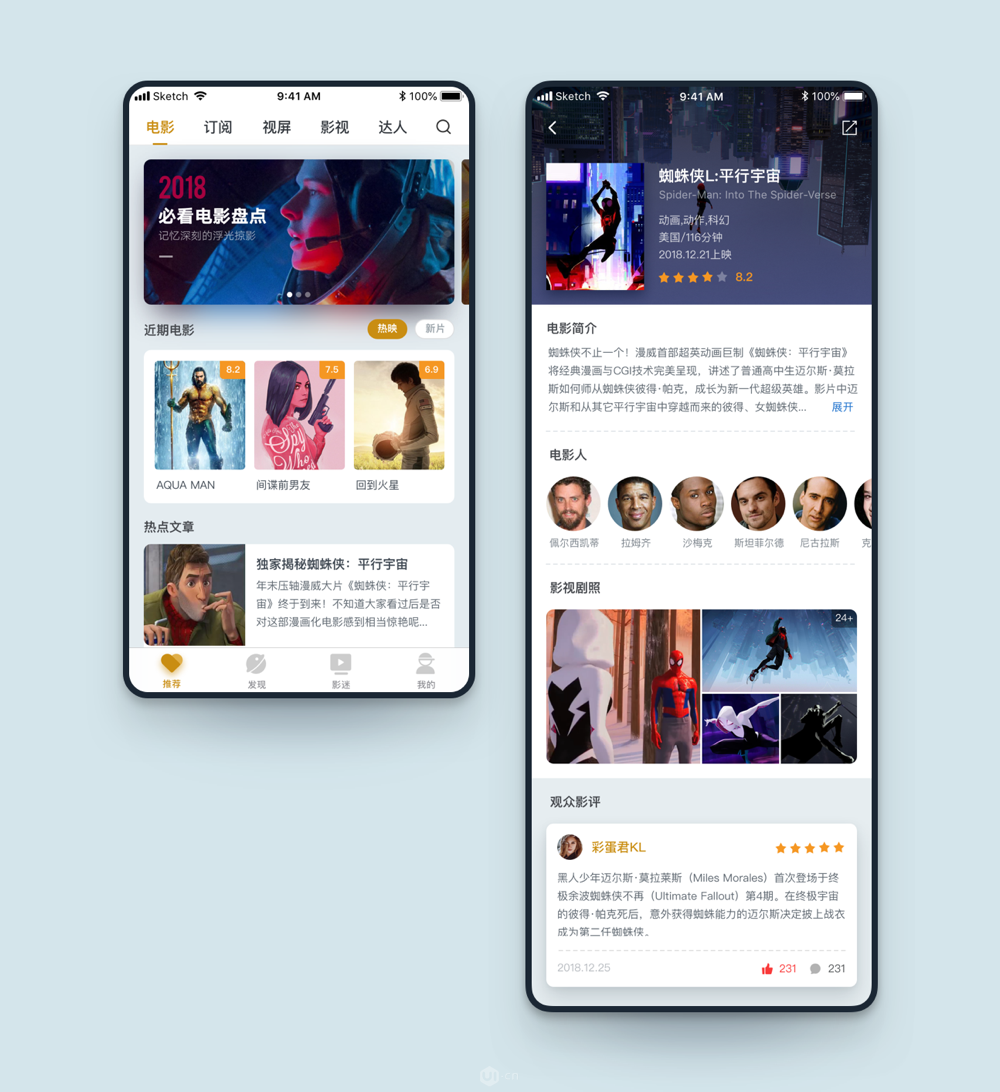 Sketch 9:41 AM 100%
电影 订阅 视屏 影视 达人
2018
必看电影盘点
记忆深刻的浮光掠影
近期电影 热映 新片
8.2 7.5 6.9
The Spy Who
AQUA MAN 间谍前男友 回到火星
热点文章
独家揭秘蜘蛛侠：平行宇宙
年末压轴漫威大片《蜘蛛侠：平行宇
宙》终于到来！不知道大家看过后是否
对这部漫画化电影感到相当惊艳呢...
推荐 发现 影迷 我的
Sketch 9:41 AM 100%
蜘蛛侠L:平行宇宙
Spider-Man: Into The Spider-Verse
动画,动作,科幻
美国/116分钟
2018.12.21上映
8.2
电影简介
蜘蛛侠不止一个！漫威首部超英动画巨制《蜘蛛侠：平行宇宙》
将经典漫画与CGI技术完美呈现，讲述了普通高中生迈尔斯·莫拉
斯如何师从蜘蛛侠彼得·帕克，成长为新一代超级英雄。影片中迈
尔斯和从其它平行宇宙中穿越而来的彼得、女蜘蛛侠... 展开
电影人
佩尔西凯蒂 拉姆齐 沙梅克 斯坦菲尔德 尼古拉斯 克
影视剧照
24+
观众影评
彩蛋君KL
黑人少年迈尔斯·莫拉莱斯（Miles Morales）首次登场于终
极余波蜘蛛侠不再（Ultimate Fallout）第4期。在终极宇宙
的彼得·帕克死后，意外获得蜘蛛能力的迈尔斯决定披上战衣
成为第二任蜘蛛侠。
2018.12.25 231 231
UI cn